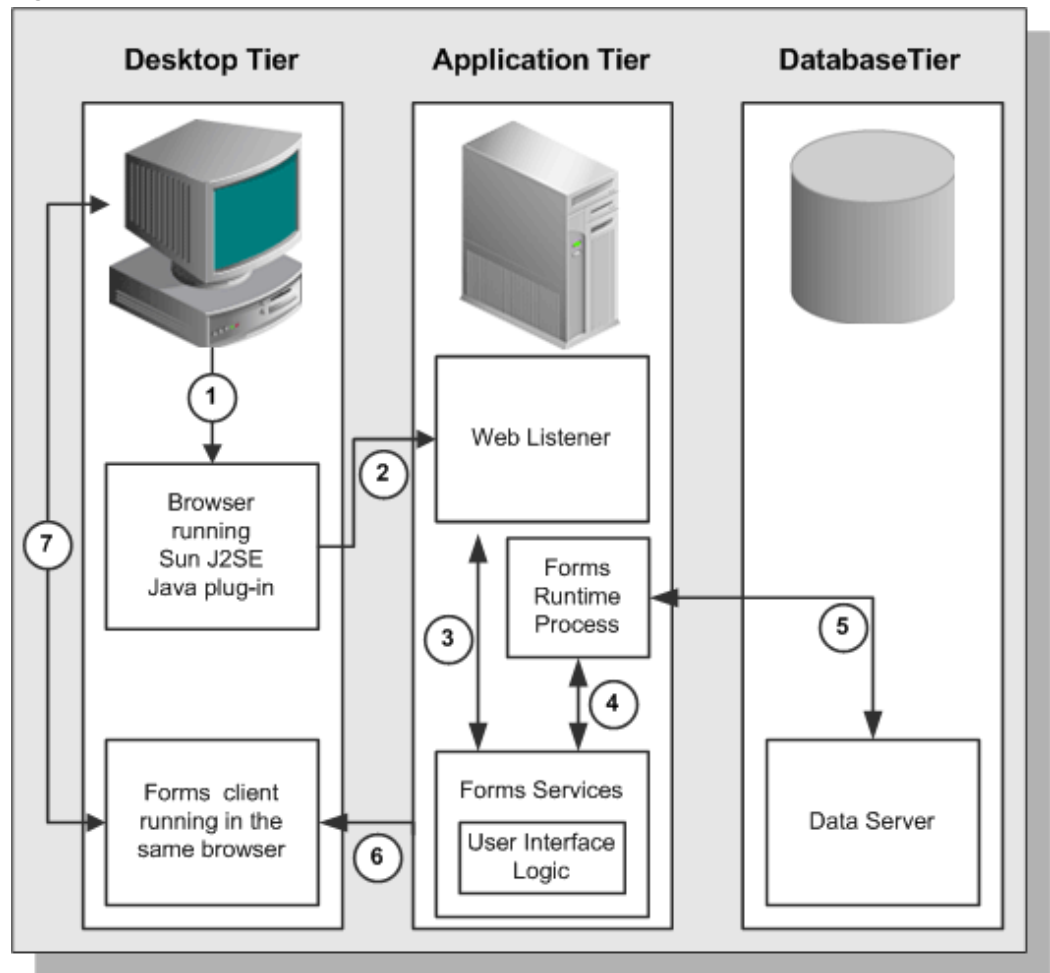 Desktop Tier
Application Tier
DatabaseTier
1
Browser
running
Sun J2SE
Java plug-in
2
Web Listener
7
3
Forms
Runtime
Process
5
4
Forms client
running in the
same browser
6
Forms Services
User Interface
Logic
Data Server